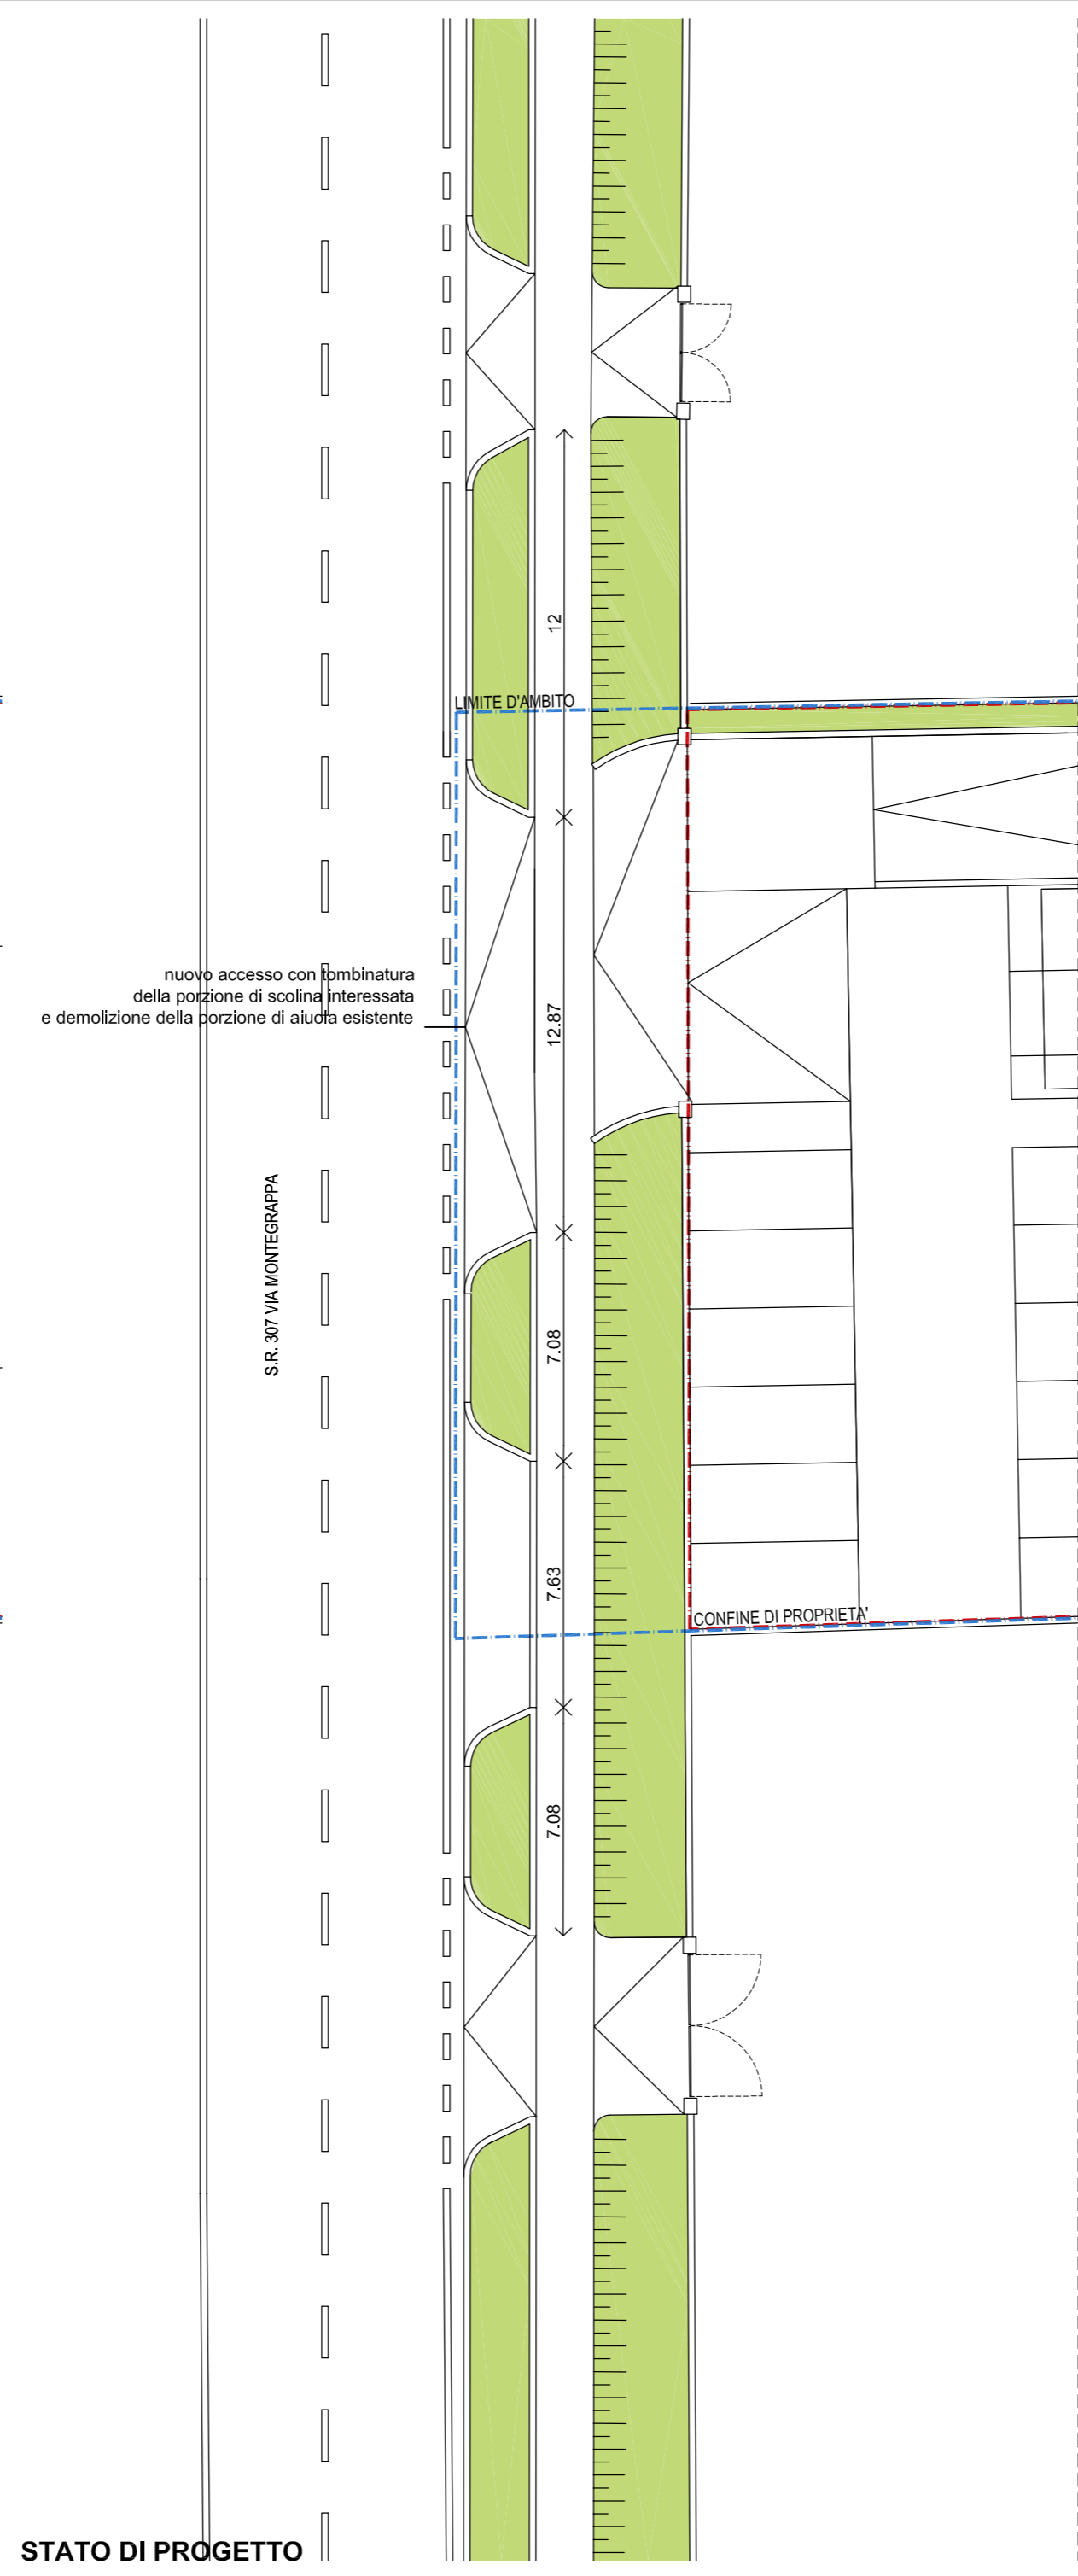 12
LIMITE D'AMBITO
nuovo accesso con tombinatura
della porzione di scolina interessata
e demolizione della porzione di aiuola esistente
12.87
S.R. 307 VIA MONTEGRAPPA
7.08
7.63
CONFINE DI PROPRIETA'
7.08
STATO DI PROGETTO